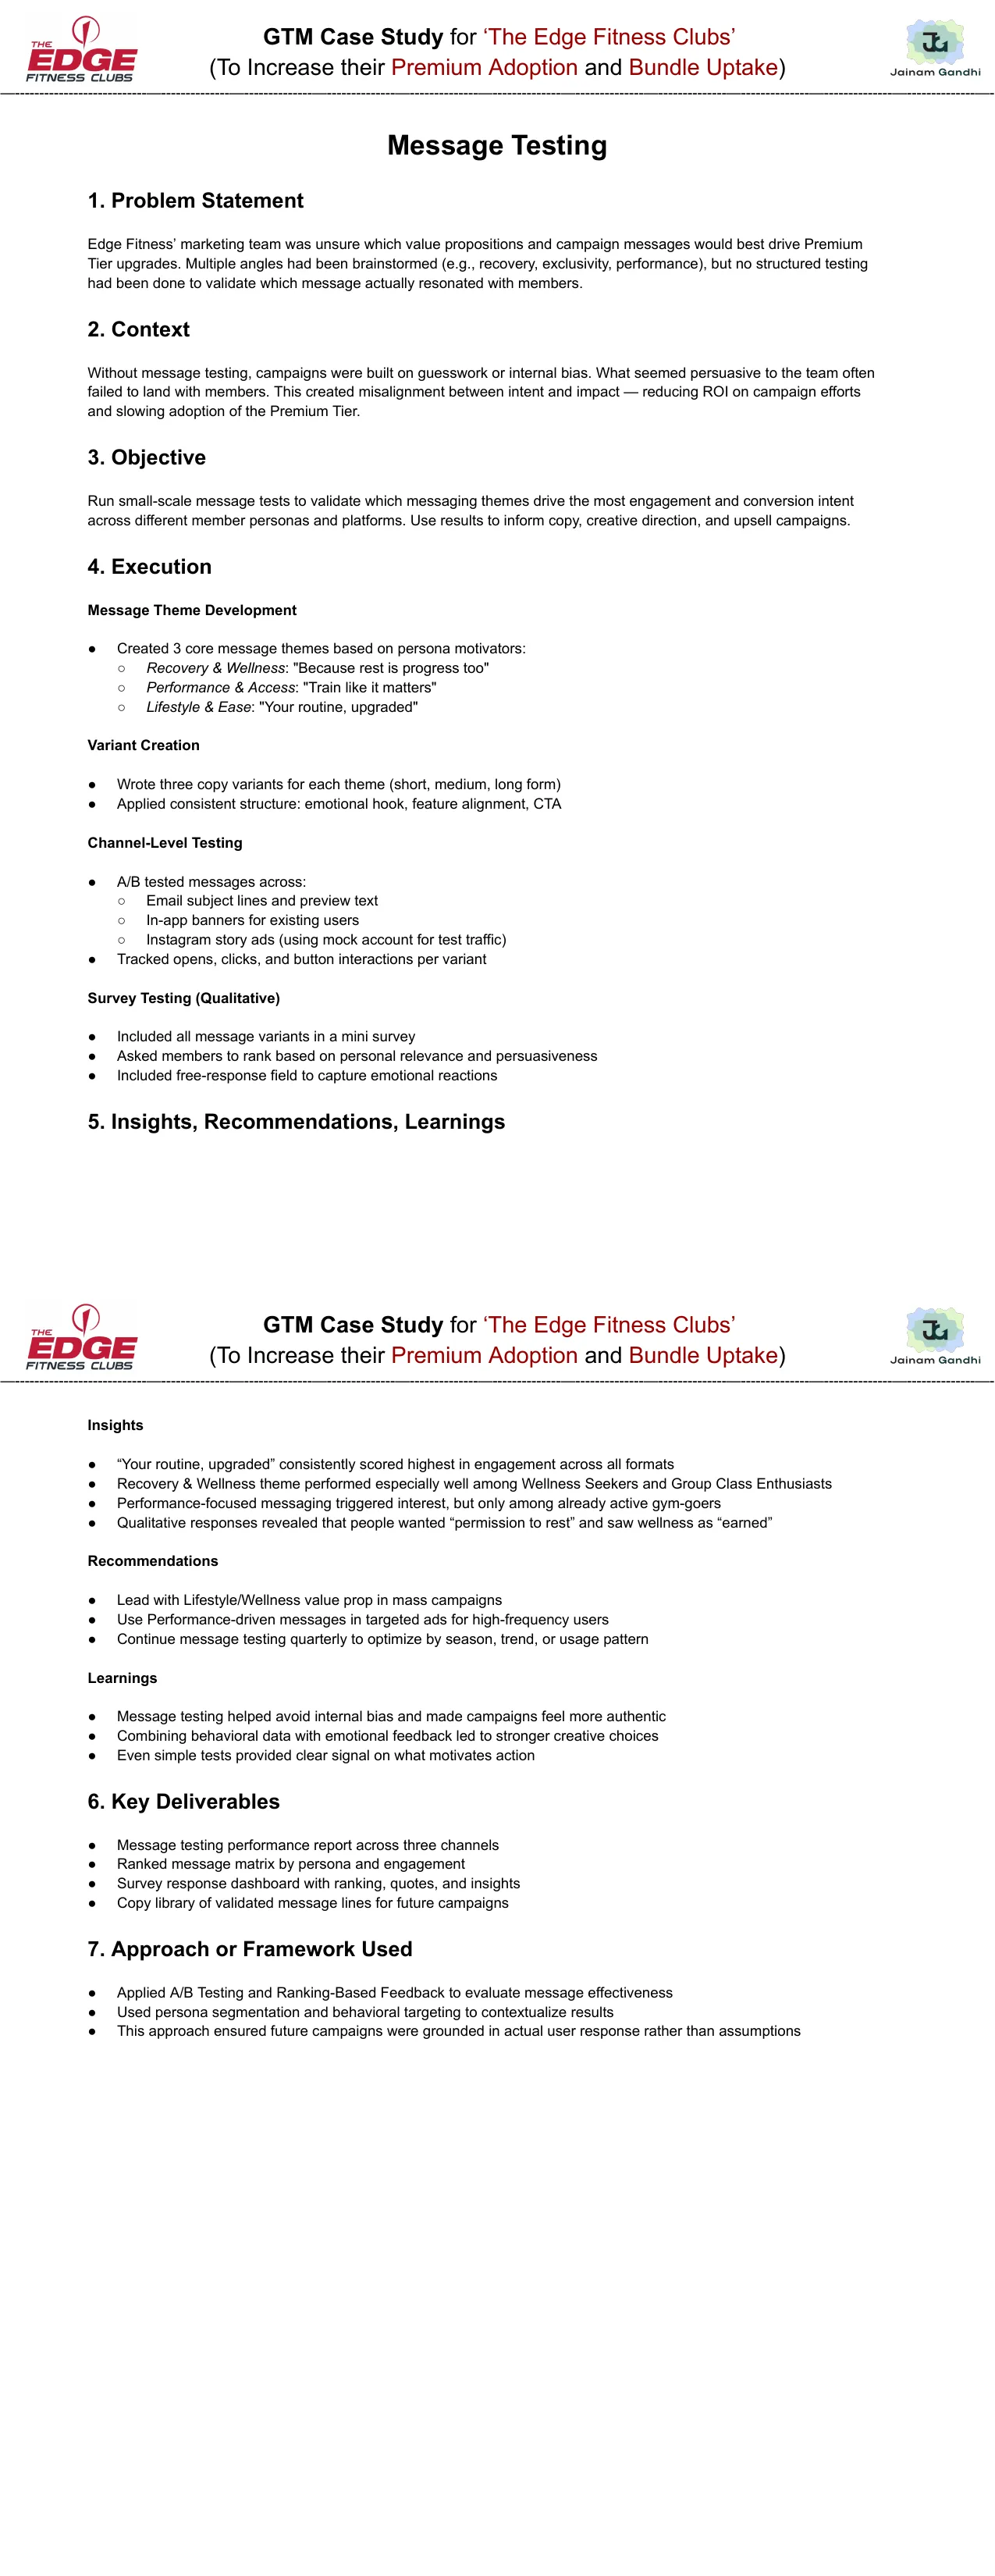 THE
EDGE
FITNESS CLUBS
GTM Case Study for ‘The Edge Fitness Clubs’
(To Increase their Premium Adoption and Bundle Uptake)
JG
Jainam Gandhi
Message Testing
1. Problem Statement
Edge Fitness’ marketing team was unsure which value propositions and campaign messages would best drive Premium
Tier upgrades. Multiple angles had been brainstormed (e.g., recovery, exclusivity, performance), but no structured testing
had been done to validate which message actually resonated with members.
2. Context
Without message testing, campaigns were built on guesswork or internal bias. What seemed persuasive to the team often
failed to land with members. This created misalignment between intent and impact — reducing ROI on campaign efforts
and slowing adoption of the Premium Tier.
3. Objective
Run small-scale message tests to validate which messaging themes drive the most engagement and conversion intent
across different member personas and platforms. Use results to inform copy, creative direction, and upsell campaigns.
4. Execution
Message Theme Development
● Created 3 core message themes based on persona motivators:
○ Recovery & Wellness: "Because rest is progress too"
○ Performance & Access: "Train like it matters"
○ Lifestyle & Ease: "Your routine, upgraded"
Variant Creation
● Wrote three copy variants for each theme (short, medium, long form)
● Applied consistent structure: emotional hook, feature alignment, CTA
Channel-Level Testing
● A/B tested messages across:
○ Email subject lines and preview text
○ In-app banners for existing users
○ Instagram story ads (using mock account for test traffic)
● Tracked opens, clicks, and button interactions per variant
Survey Testing (Qualitative)
● Included all message variants in a mini survey
● Asked members to rank based on personal relevance and persuasiveness
● Included free-response field to capture emotional reactions
5. Insights, Recommendations, Learnings
THE
EDGE
FITNESS CLUBS
GTM Case Study for ‘The Edge Fitness Clubs’
(To Increase their Premium Adoption and Bundle Uptake)
JG
Jainam Gandhi
Insights
● “Your routine, upgraded” consistently scored highest in engagement across all formats
● Recovery & Wellness theme performed especially well among Wellness Seekers and Group Class Enthusiasts
● Performance-focused messaging triggered interest, but only among already active gym-goers
● Qualitative responses revealed that people wanted “permission to rest” and saw wellness as “earned”
Recommendations
● Lead with Lifestyle/Wellness value prop in mass campaigns
● Use Performance-driven messages in targeted ads for high-frequency users
● Continue message testing quarterly to optimize by season, trend, or usage pattern
Learnings
● Message testing helped avoid internal bias and made campaigns feel more authentic
● Combining behavioral data with emotional feedback led to stronger creative choices
● Even simple tests provided clear signal on what motivates action
6. Key Deliverables
● Message testing performance report across three channels
● Ranked message matrix by persona and engagement
● Survey response dashboard with ranking, quotes, and insights
● Copy library of validated message lines for future campaigns
7. Approach or Framework Used
● Applied A/B Testing and Ranking-Based Feedback to evaluate message effectiveness
● Used persona segmentation and behavioral targeting to contextualize results
● This approach ensured future campaigns were grounded in actual user response rather than assumptions